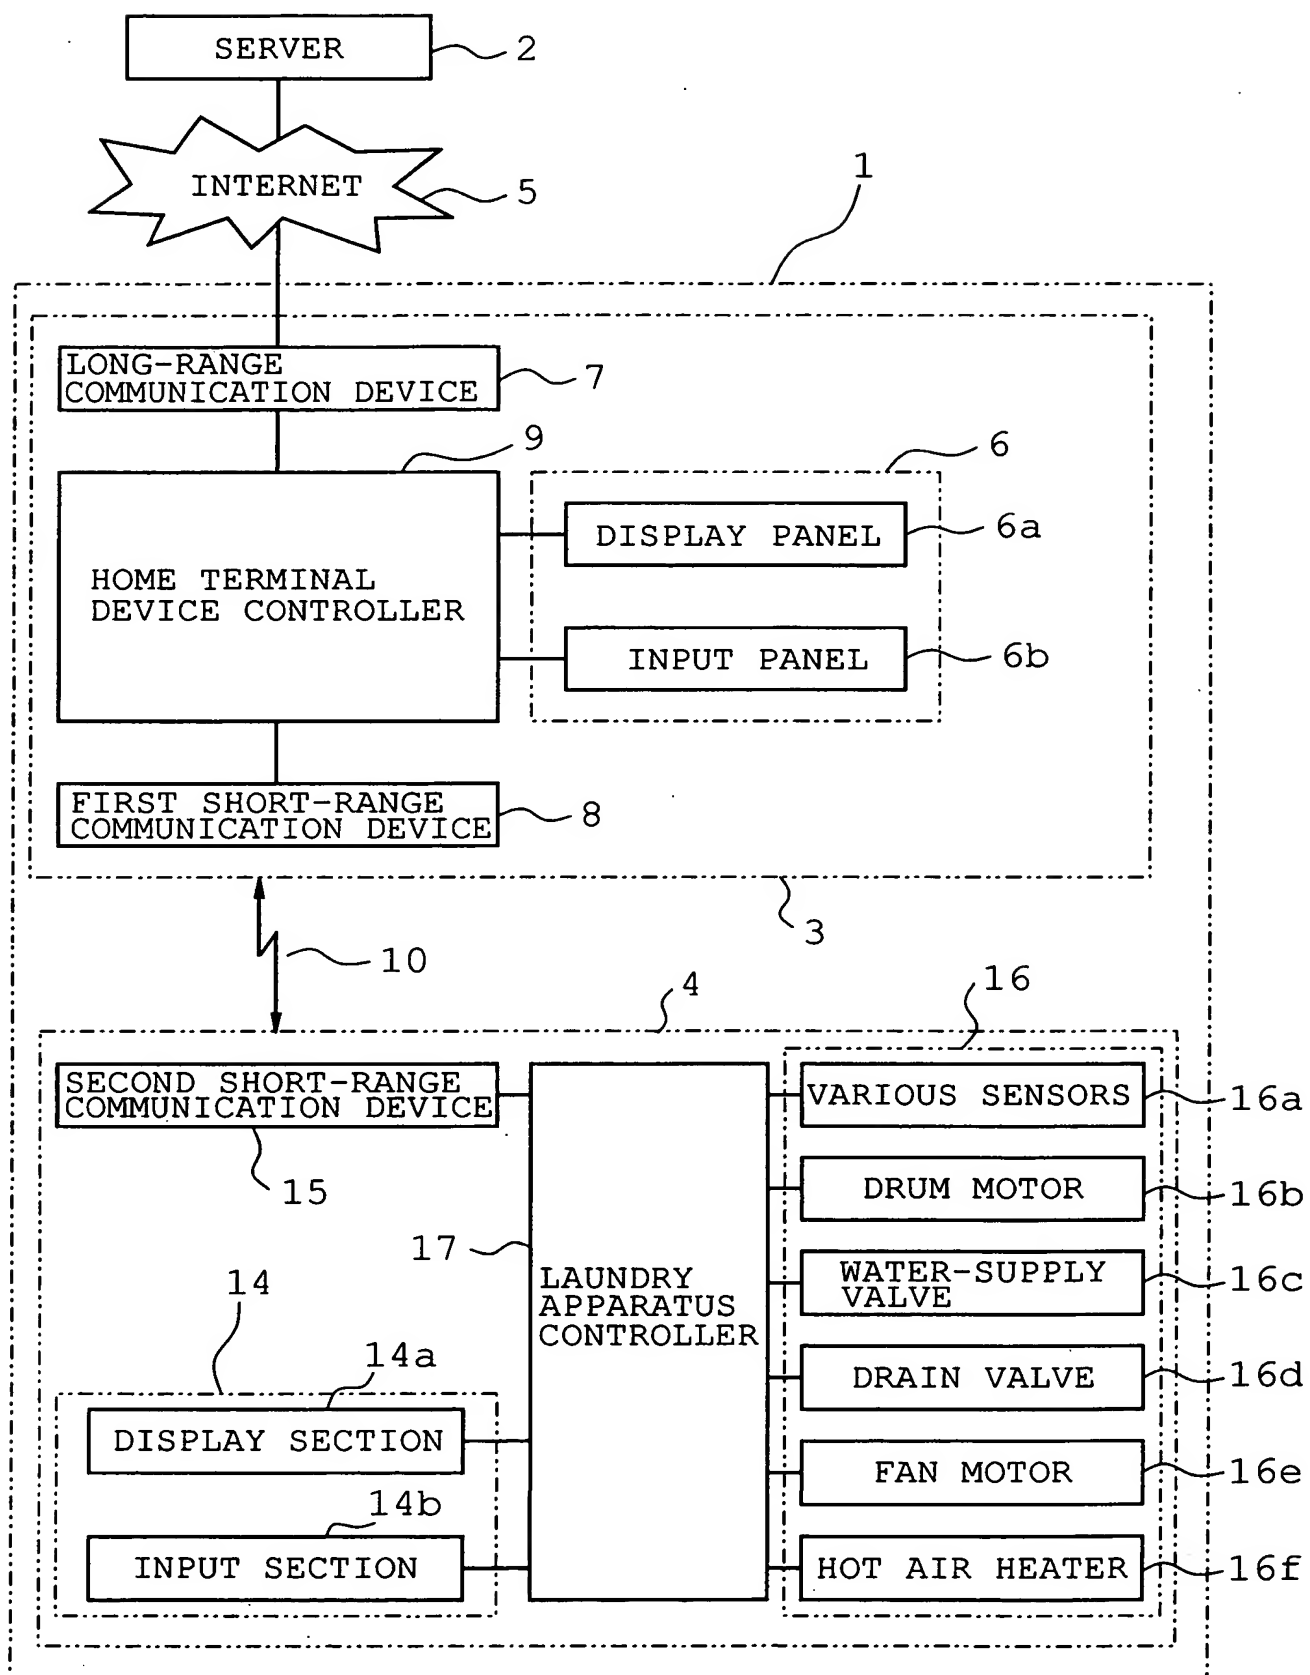 SERVER
2
INTERNET
5
1
LONG-RANGE
COMMUNICATION DEVICE
7
9
6
DISPLAY PANEL
6a
HOME TERMINAL
DEVICE CONTROLLER
INPUT PANEL
6b
FIRST SHORT-RANGE
COMMUNICATION DEVICE
8
3
10
4
16
SECOND SHORT-RANGE
COMMUNICATION DEVICE
VARIOUS SENSORS
16a
15
DRUM MOTOR
16b
17
LAUNDRY
APPARATUS
CONTROLLER
WATER-SUPPLY
VALVE
16c
14
14a
DRAIN VALVE
16d
DISPLAY SECTION
FAN MOTOR
16e
14b
INPUT SECTION
HOT AIR HEATER
16f